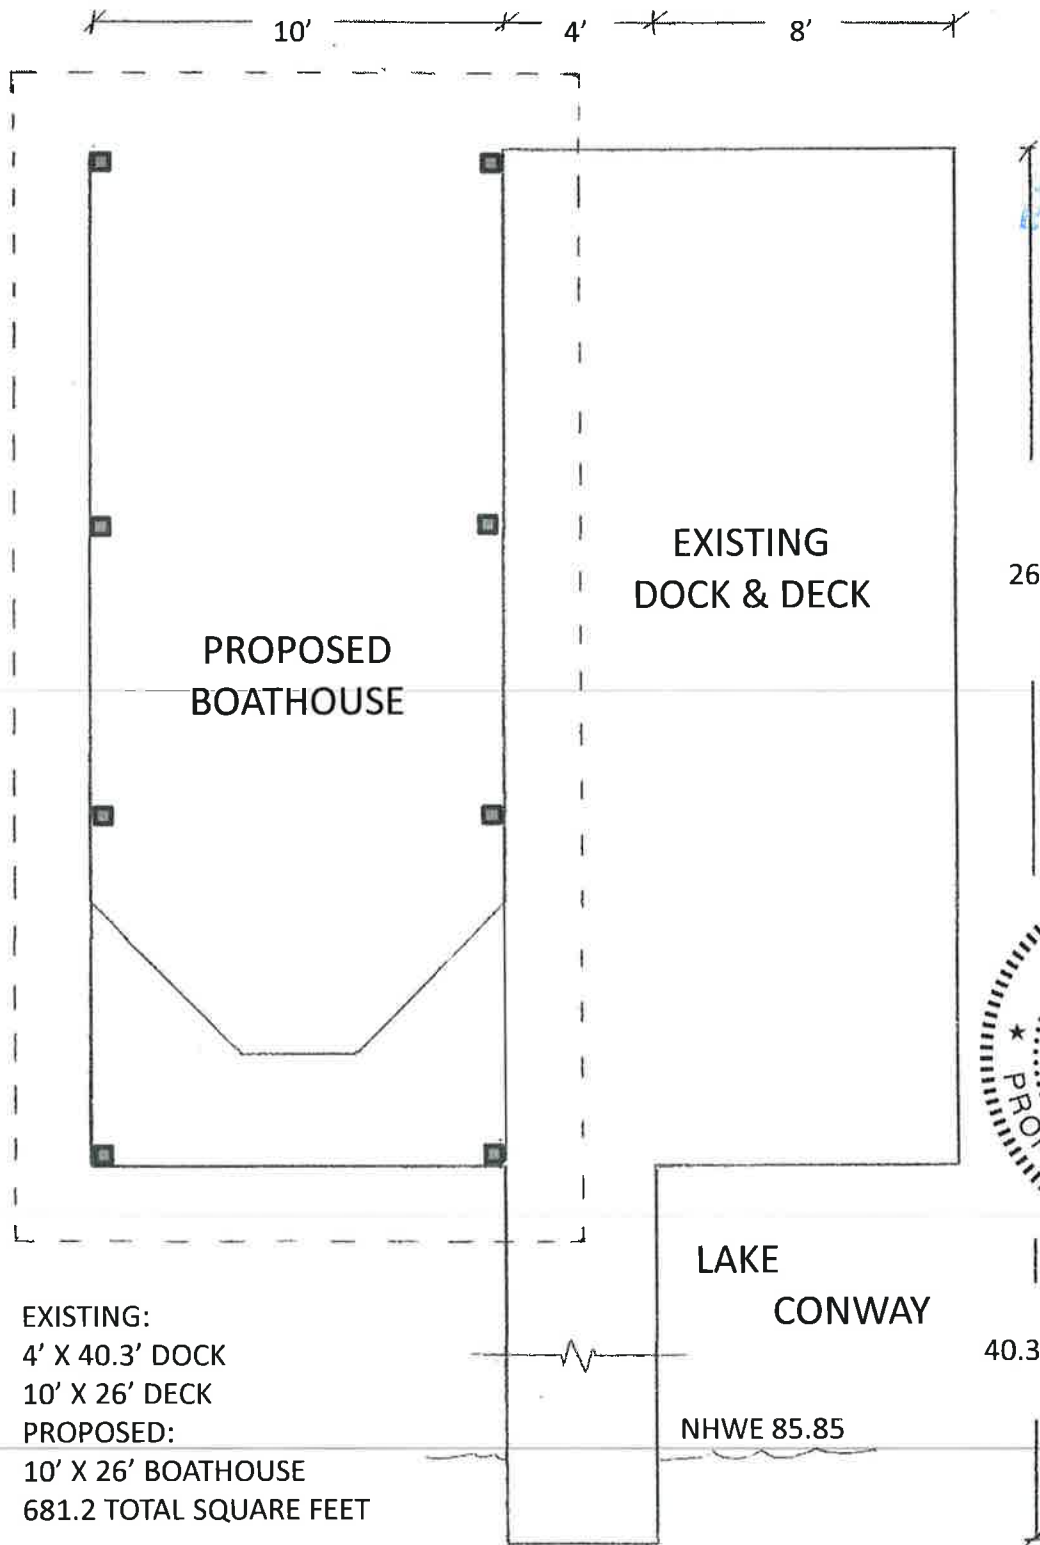 10' 4' 8'
EXISTING
DOCK & DECK
26
PROPOSED
BOATHOUSE
★ PRO
LAKE
CONWAY
40.3
NHWE 85.85
EXISTING:
4' X 40.3' DOCK
10' X 26' DECK
PROPOSED:
10' X 26' BOATHOUSE
681.2 TOTAL SQUARE FEET